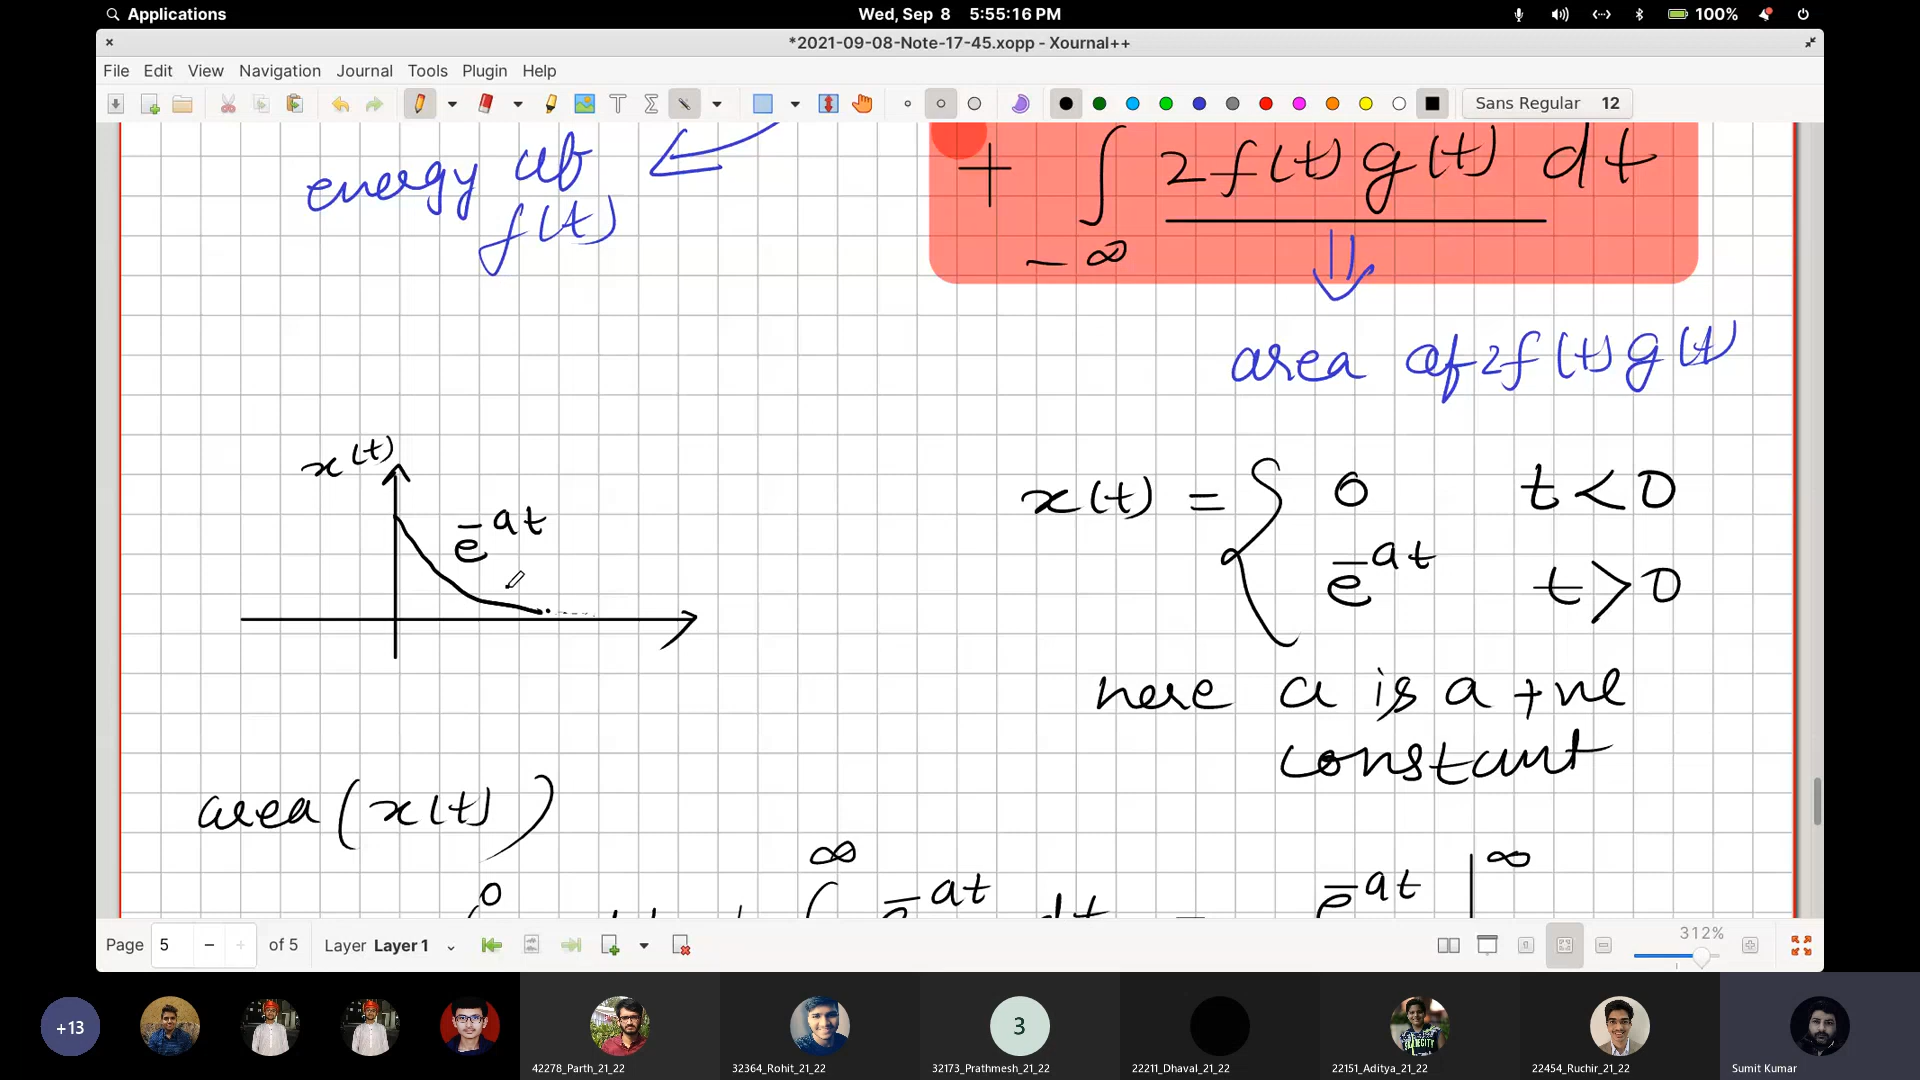 Applications
Wed, Sep 8 5:55:16 PM
100%
*2021-09-08-Note-17-45.xopp - Xournal++
File Edit View Navigation Journal Tools Plugin Help
Sans Regular 12
energy of
f(t)
+ ∫ 2f(t)g(t) dt
-∞
area of 2f(t)g(t)
x(t)
e^-at
x(t) = { 0 t<0
e^-at t>0
here a is a +ve
constant
area (x(t))
0 ∞ e^-at dt = e^-at | ∞
Page 5 of 5 Layer Layer 1
312%
+13
3
42278_Parth_21_22
32364_Rohit_21_22
32173_Prathmesh_21_22
22211_Dhaval_21_22
22151_Aditya_21_22
22454_Ruchir_21_22
Sumit Kumar